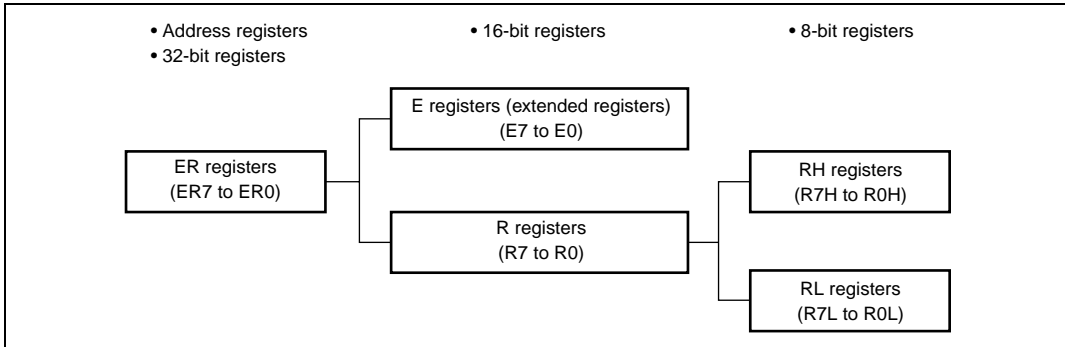 • Address registers
• 32-bit registers
• 16-bit registers
• 8-bit registers
E registers (extended registers)
(E7 to E0)
ER registers
(ER7 to ER0)
RH registers
(R7H to R0H)
R registers
(R7 to R0)
RL registers
(R7L to R0L)